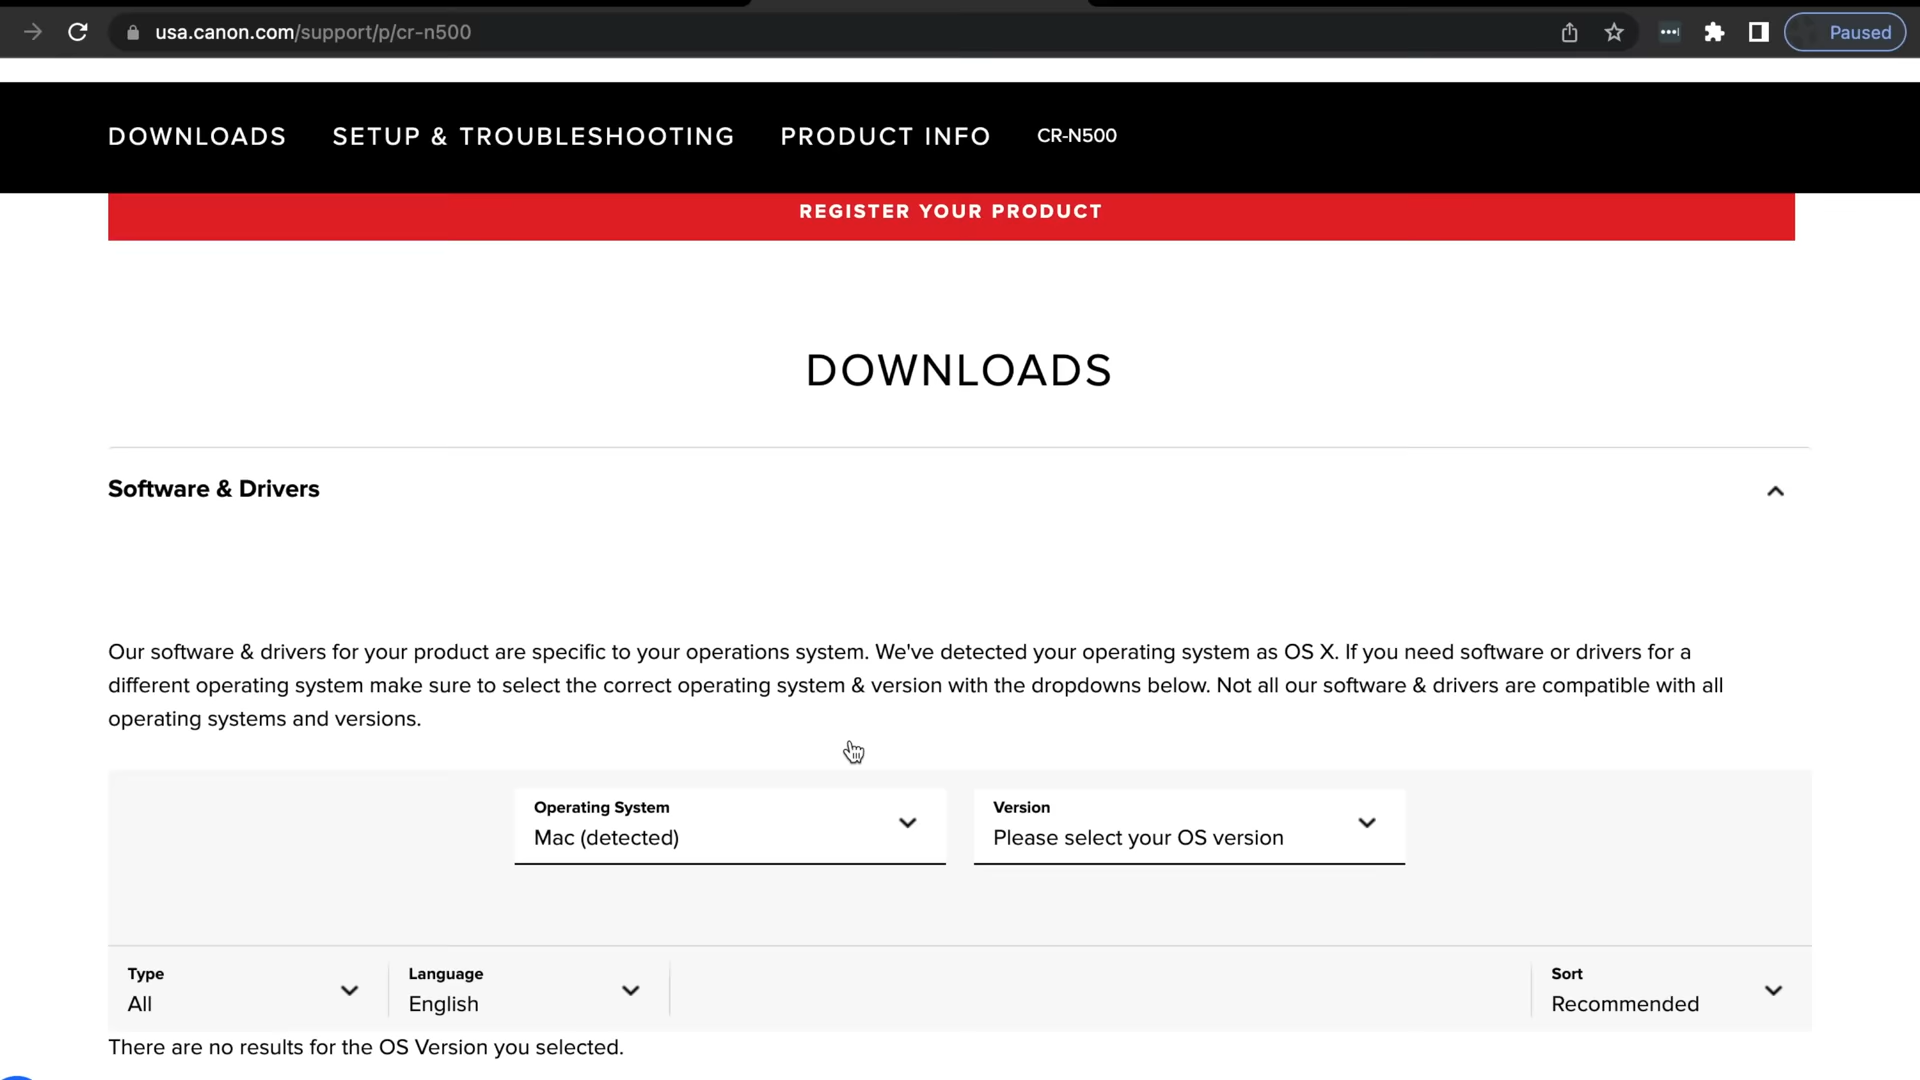 usa.canon.com/support/p/cr-n500
Paused
DOWNLOADS SETUP & TROUBLESHOOTING PRODUCT INFO CR-N500
REGISTER YOUR PRODUCT
DOWNLOADS
Software & Drivers
Our software & drivers for your product are specific to your operations system. We've detected your operating system as OS X. If you need software or drivers for a
different operating system make sure to select the correct operating system & version with the dropdowns below. Not all our software & drivers are compatible with all
operating systems and versions.
Operating System
Mac (detected)
Version
Please select your OS version
Type
All
Language
English
Sort
Recommended
There are no results for the OS Version you selected.